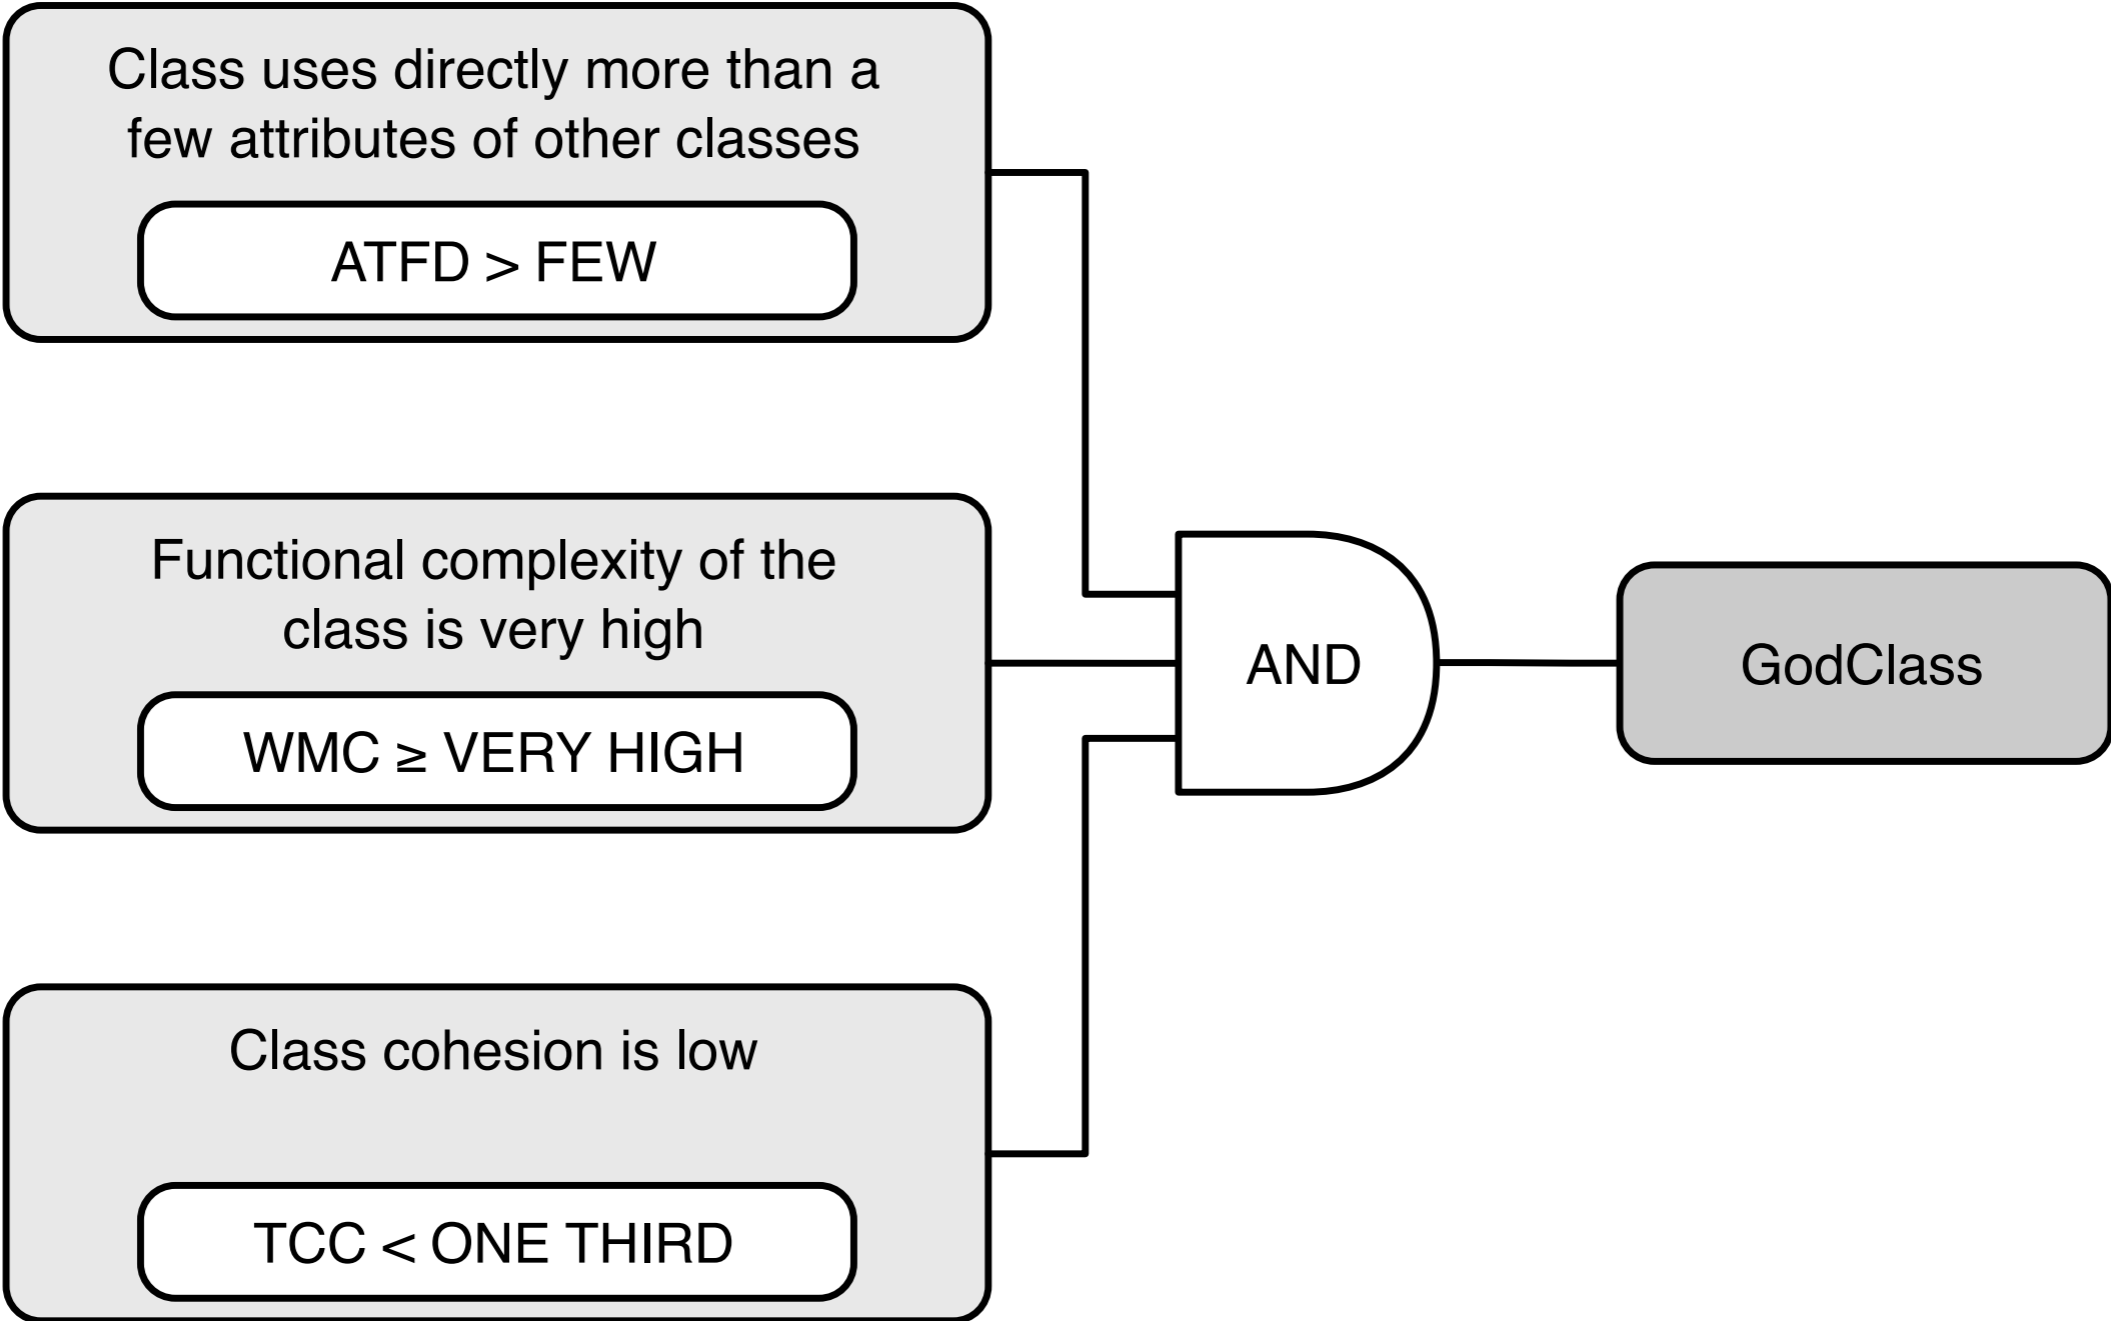 Class uses directly more than a
few attributes of other classes
ATFD > FEW
Functional complexity of the
class is very high
WMC ≥ VERY HIGH
AND
GodClass
Class cohesion is low
TCC < ONE THIRD